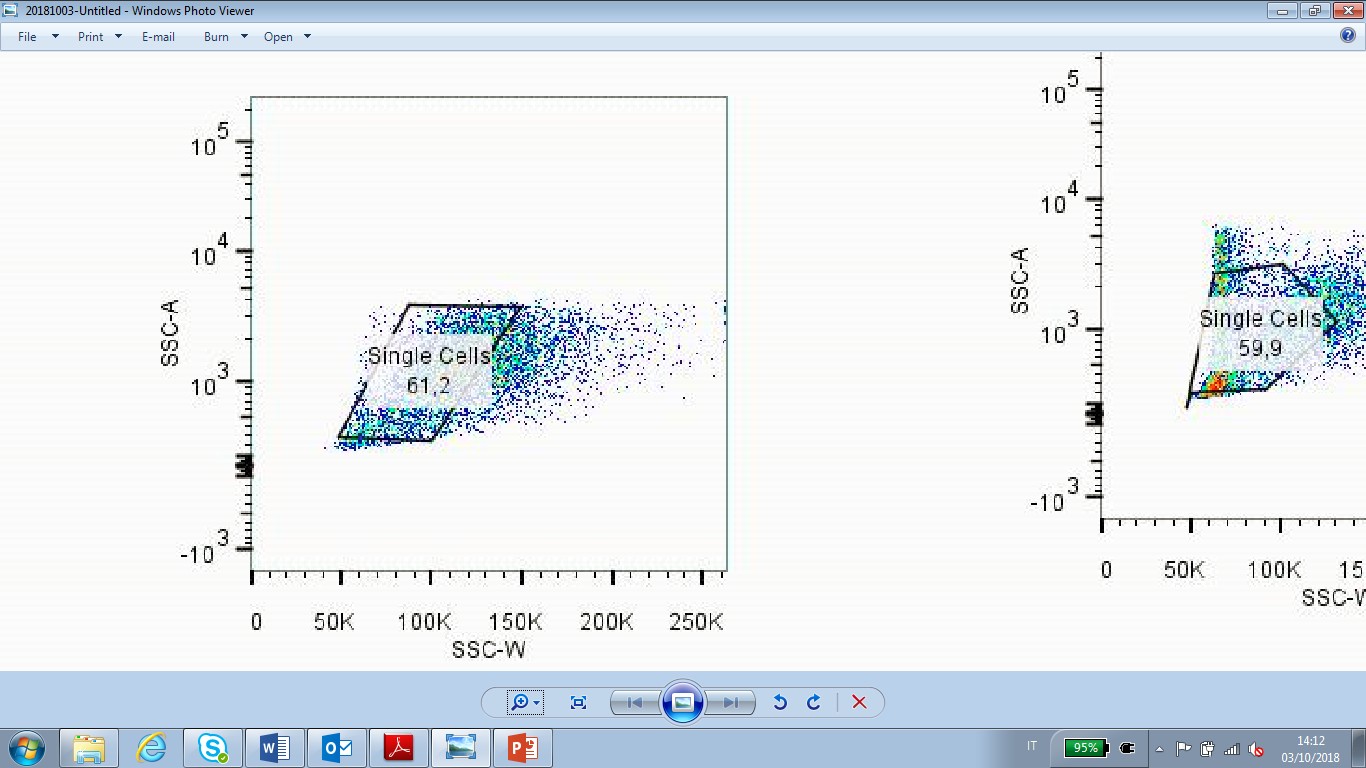 20181003-Untitled - Windows Photo Viewer
File Print E-mail Burn Open
10^5
10^4
10^3
-10^3
SSC-A
Single Cells
61,2
0 50K 100K 150K 200K 250K
SSC-W
10^5
10^4
10^3
-10^3
SSC-A
Single Cells
59,9
0 50K 100K 15
SSC-W
IT 95% 14:12
03/10/2018